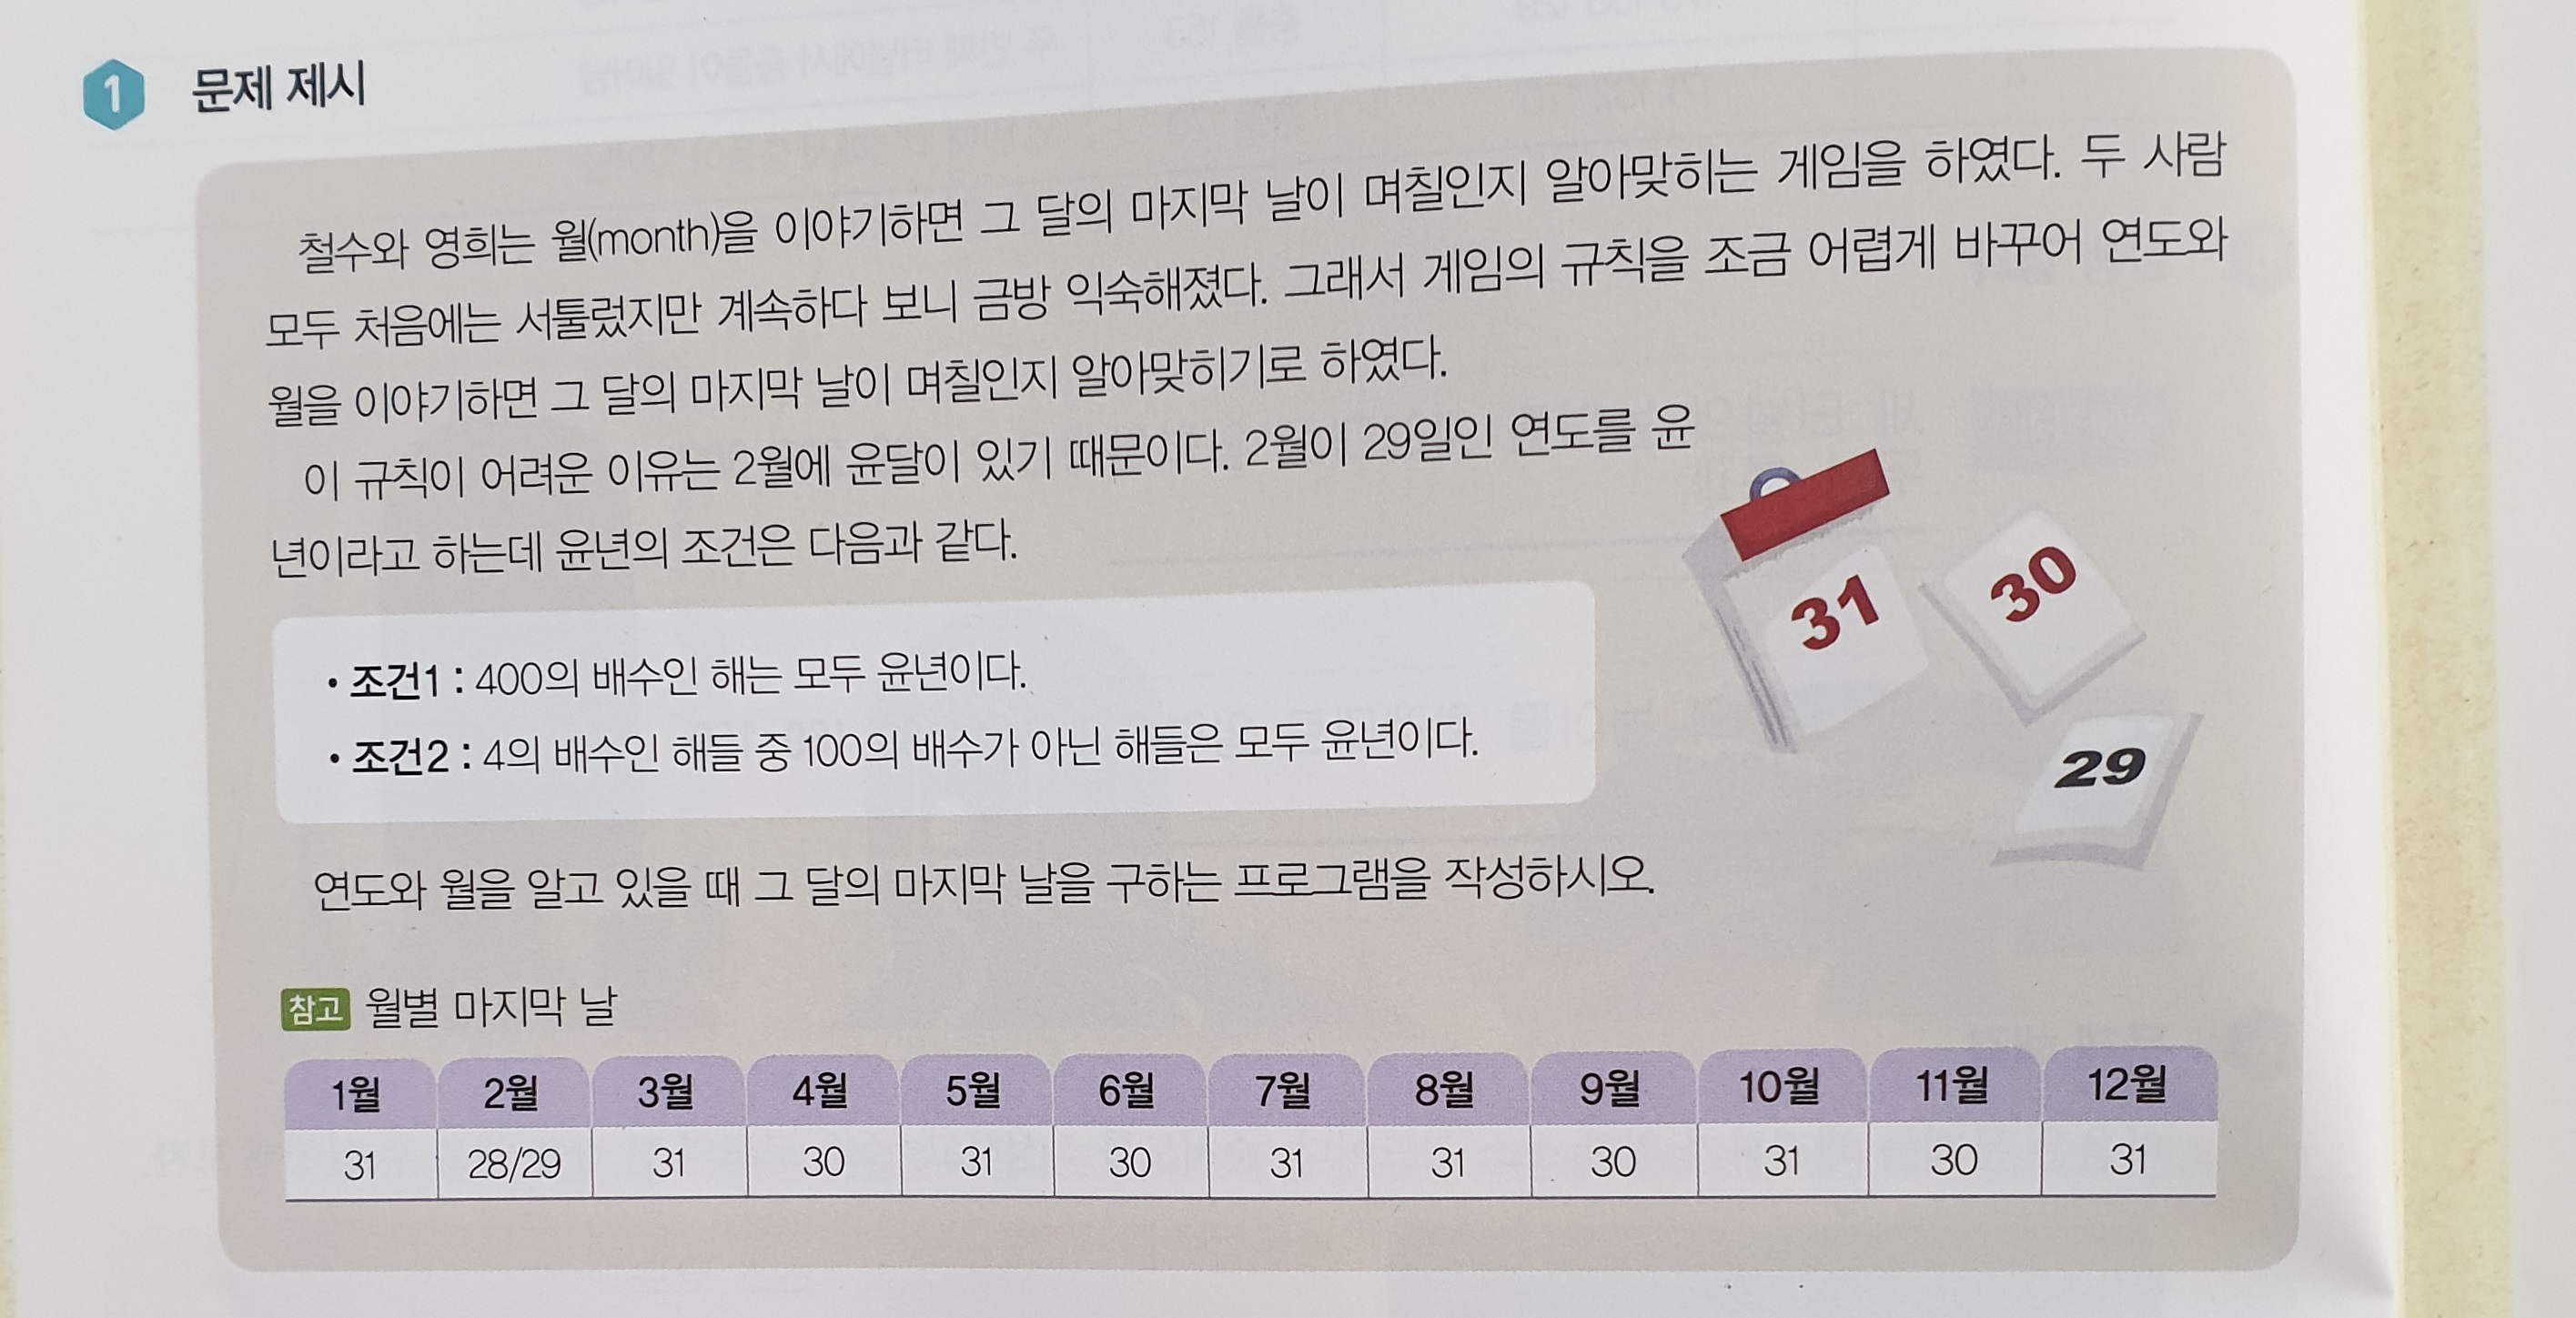 1 문제 제시
철수와 영희는 월(month)을 이야기하면 그 달의 마지막 날이 며칠인지 알아맞히는 게임을 하였다. 두 사람
모두 처음에는 서툴렀지만 계속하다 보니 금방 익숙해졌다. 그래서 게임의 규칙을 조금 어렵게 바꾸어 연도와
월을 이야기하면 그 달의 마지막 날이 며칠인지 알아맞히기로 하였다.
이 규칙이 어려운 이유는 2월에 윤달이 있기 때문이다. 2월이 29일인 연도를 윤
년이라고 하는데 윤년의 조건은 다음과 같다.
31 30
• 조건1 : 400의 배수인 해는 모두 윤년이다.
• 조건2 : 4의 배수인 해들 중 100의 배수가 아닌 해들은 모두 윤년이다.
29
연도와 월을 알고 있을 때 그 달의 마지막 날을 구하는 프로그램을 작성하시오.
참고 월별 마지막 날
1월 2월 3월 4월 5월 6월 7월 8월 9월 10월 11월 12월
31 28/29 31 30 31 30 31 31 30 31 30 31